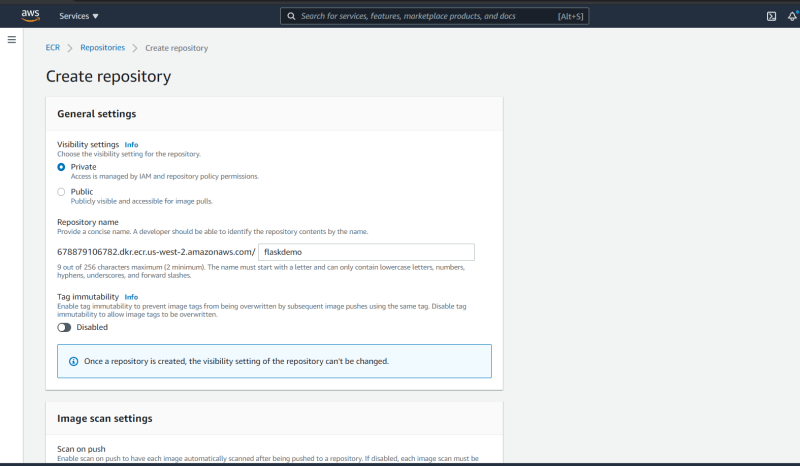 aws
Services ▼
Search for services, features, marketplace products, and docs
[Alt+S]
ECR > Repositories > Create repository
Create repository
General settings
Visibility settings Info
Choose the visibility setting for the repository.
Private
Access is managed by IAM and repository policy permissions.
Public
Publicly visible and accessible for image pulls.
Repository name
Provide a concise name. A developer should be able to identify the repository contents by the name.
678879106782.dkr.ecr.us-west-2.amazonaws.com/ flaskdemo
9 out of 256 characters maximum (2 minimum). The name must start with a letter and can only contain lowercase letters, numbers,
hyphens, underscores, and forward slashes.
Tag immutability Info
Enable tag immutability to prevent image tags from being overwritten by subsequent image pushes using the same tag. Disable tag
immutability to allow image tags to be overwritten.
Disabled
Once a repository is created, the visibility setting of the repository can't be changed.
Image scan settings
Scan on push
Enable scan on push to have each image automatically scanned after being pushed to a repository. If disabled, each image scan must be